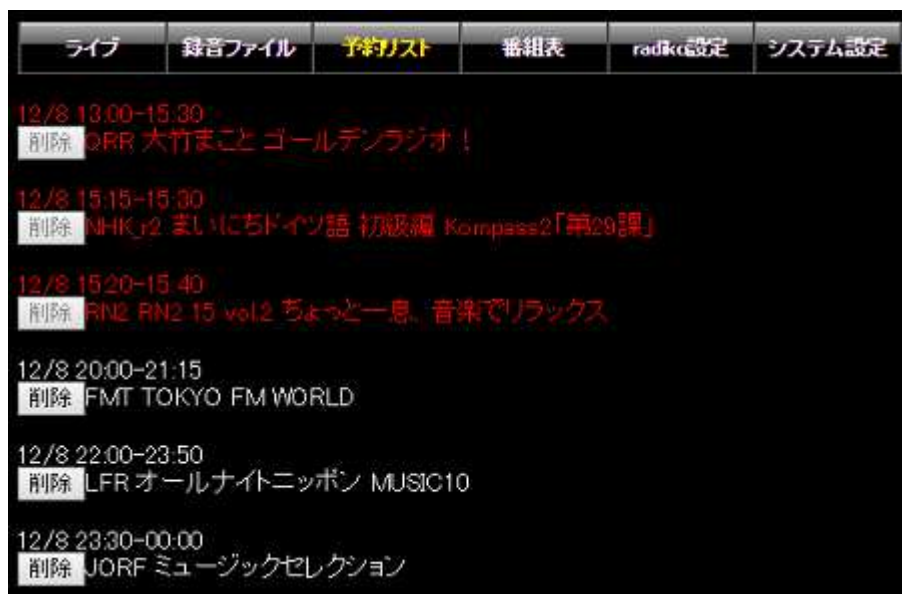 ライブ 録音ファイル 予約リスト 番組表 radiko設定 システム設定
12/8 13:00-15:30
削除 QRR 大竹まこと ゴールデンラジオ！
12/8 15:15-15:30
削除 NHK_r2 まいにちドイツ語 初級編 Kompass2「第29課」
12/8 15:20-15:40
削除 RN2 RN2 15 vol.2 ちょっと一息、音楽でリラックス
12/8 20:00-21:15
削除 FMT TOKYO FM WORLD
12/8 22:00-23:50
削除 LFR オールナイトニッポン MUSIC10
12/8 23:30-00:00
削除 JORF ミュージックセレクション